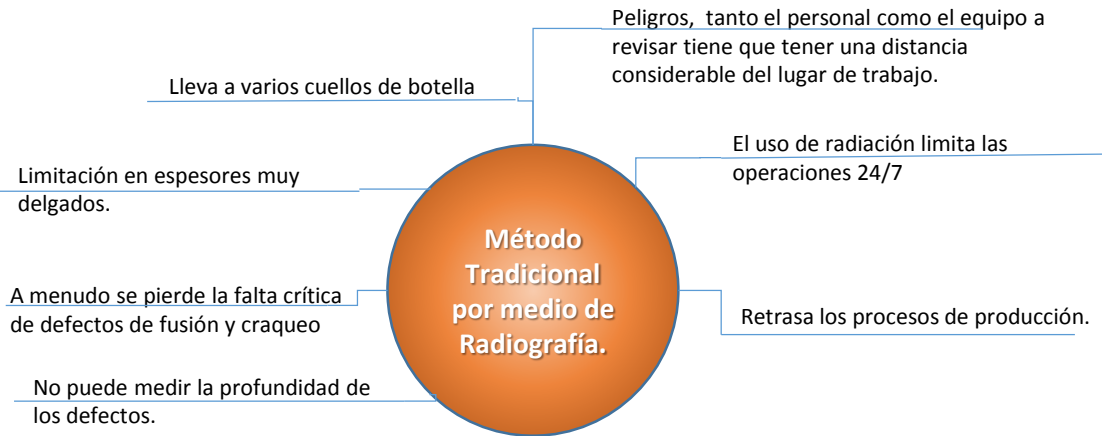 Peligros, tanto el personal como el equipo a
revisar tiene que tener una distancia
considerable del lugar de trabajo.
Lleva a varios cuellos de botella
El uso de radiación limita las
operaciones 24/7
Limitación en espesores muy
delgados.
Método
Tradicional
por medio de
Radiografía.
A menudo se pierde la falta crítica
de defectos de fusión y craqueo
Retrasa los procesos de producción.
No puede medir la profundidad de
los defectos.